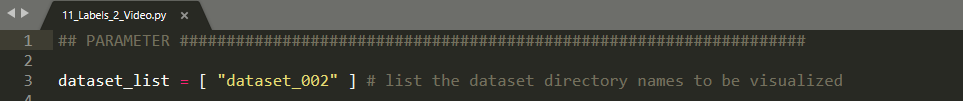 11_Labels_2_Video.py ×
1 ## PARAMETER ###################################################################
2
3 dataset_list = [ "dataset_002" ] # list the dataset directory names to be visualized